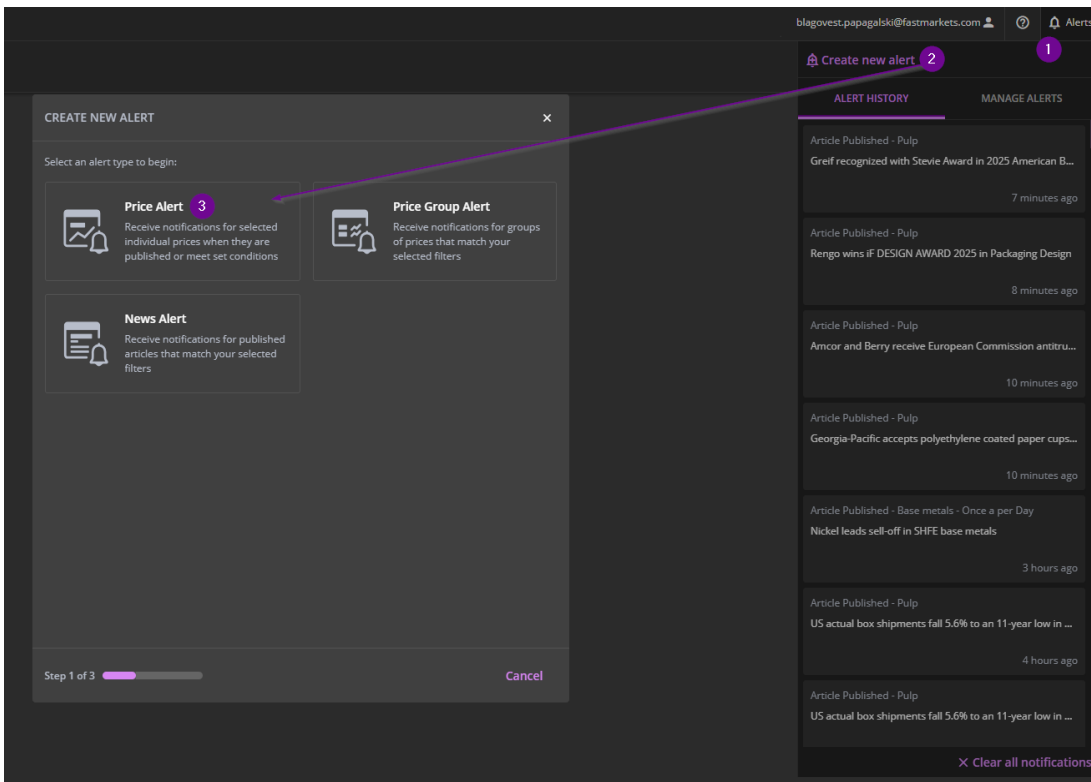 blagovest.papagalski@fastmarkets.com
Alerts
1
Create new alert 2
ALERT HISTORY MANAGE ALERTS
CREATE NEW ALERT
Select an alert type to begin:
Price Alert 3
Receive notifications for selected
individual prices when they are
published or meet set conditions
Price Group Alert
Receive notifications for groups
of prices that match your
selected filters
News Alert
Receive notifications for published
articles that match your selected
filters
Step 1 of 3
Cancel
Article Published - Pulp
Greif recognized with Stevie Award in 2025 American B...
7 minutes ago
Article Published - Pulp
Rengo wins iF DESIGN AWARD 2025 in Packaging Design
8 minutes ago
Article Published - Pulp
Amcor and Berry receive European Commission antitru...
10 minutes ago
Article Published - Pulp
Georgia-Pacific accepts polyethylene coated paper cups...
10 minutes ago
Article Published - Base metals - Once a per Day
Nickel leads sell-off in SHFE base metals
3 hours ago
Article Published - Pulp
US actual box shipments fall 5.6% to an 11-year low in ...
4 hours ago
Article Published - Pulp
US actual box shipments fall 5.6% to an 11-year low in ...
Clear all notifications